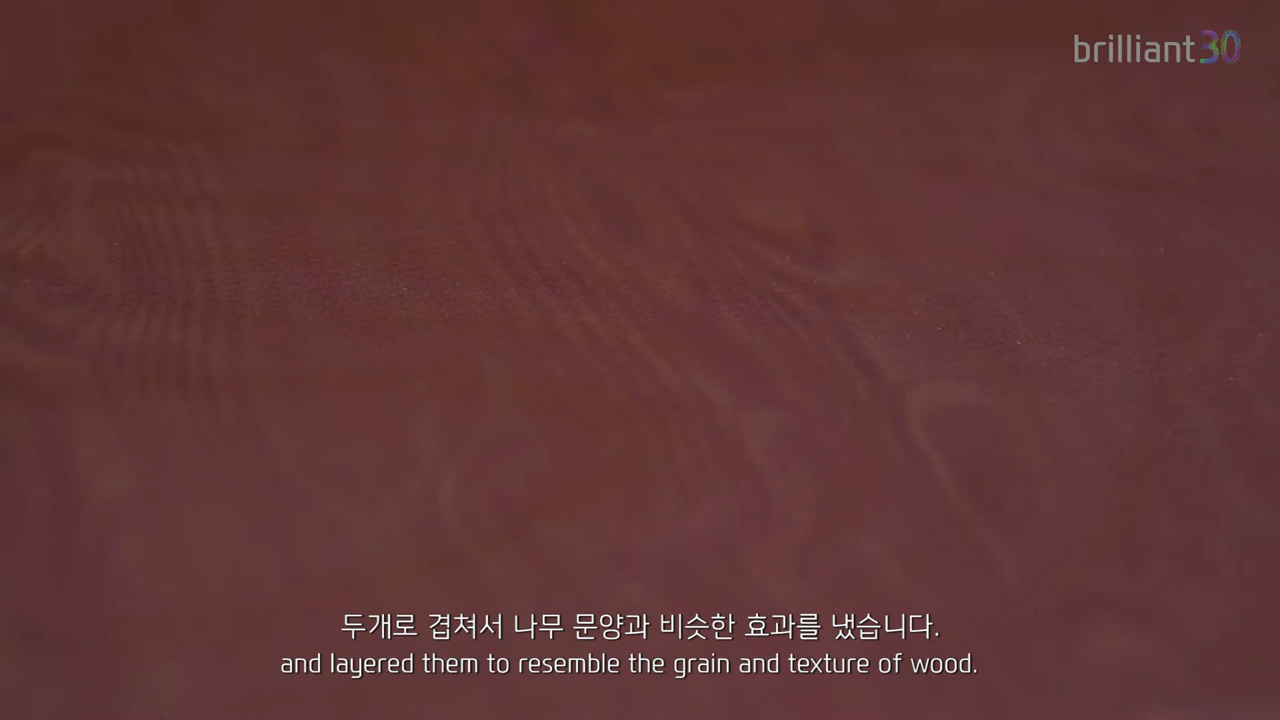 brilliant30
두개로 겹쳐서 나무 문양과 비슷한 효과를 냈습니다.
and layered them to resemble the grain and texture of wood.